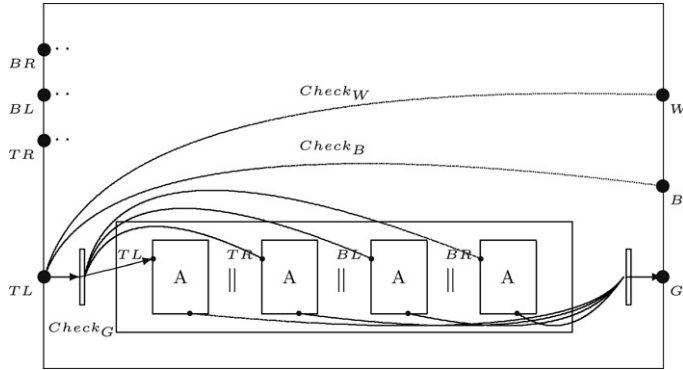 BR
Check_W
BL
W
Check_B
TR
B
TL TR BL BR
A || A || A || A
TL
G
Check_G